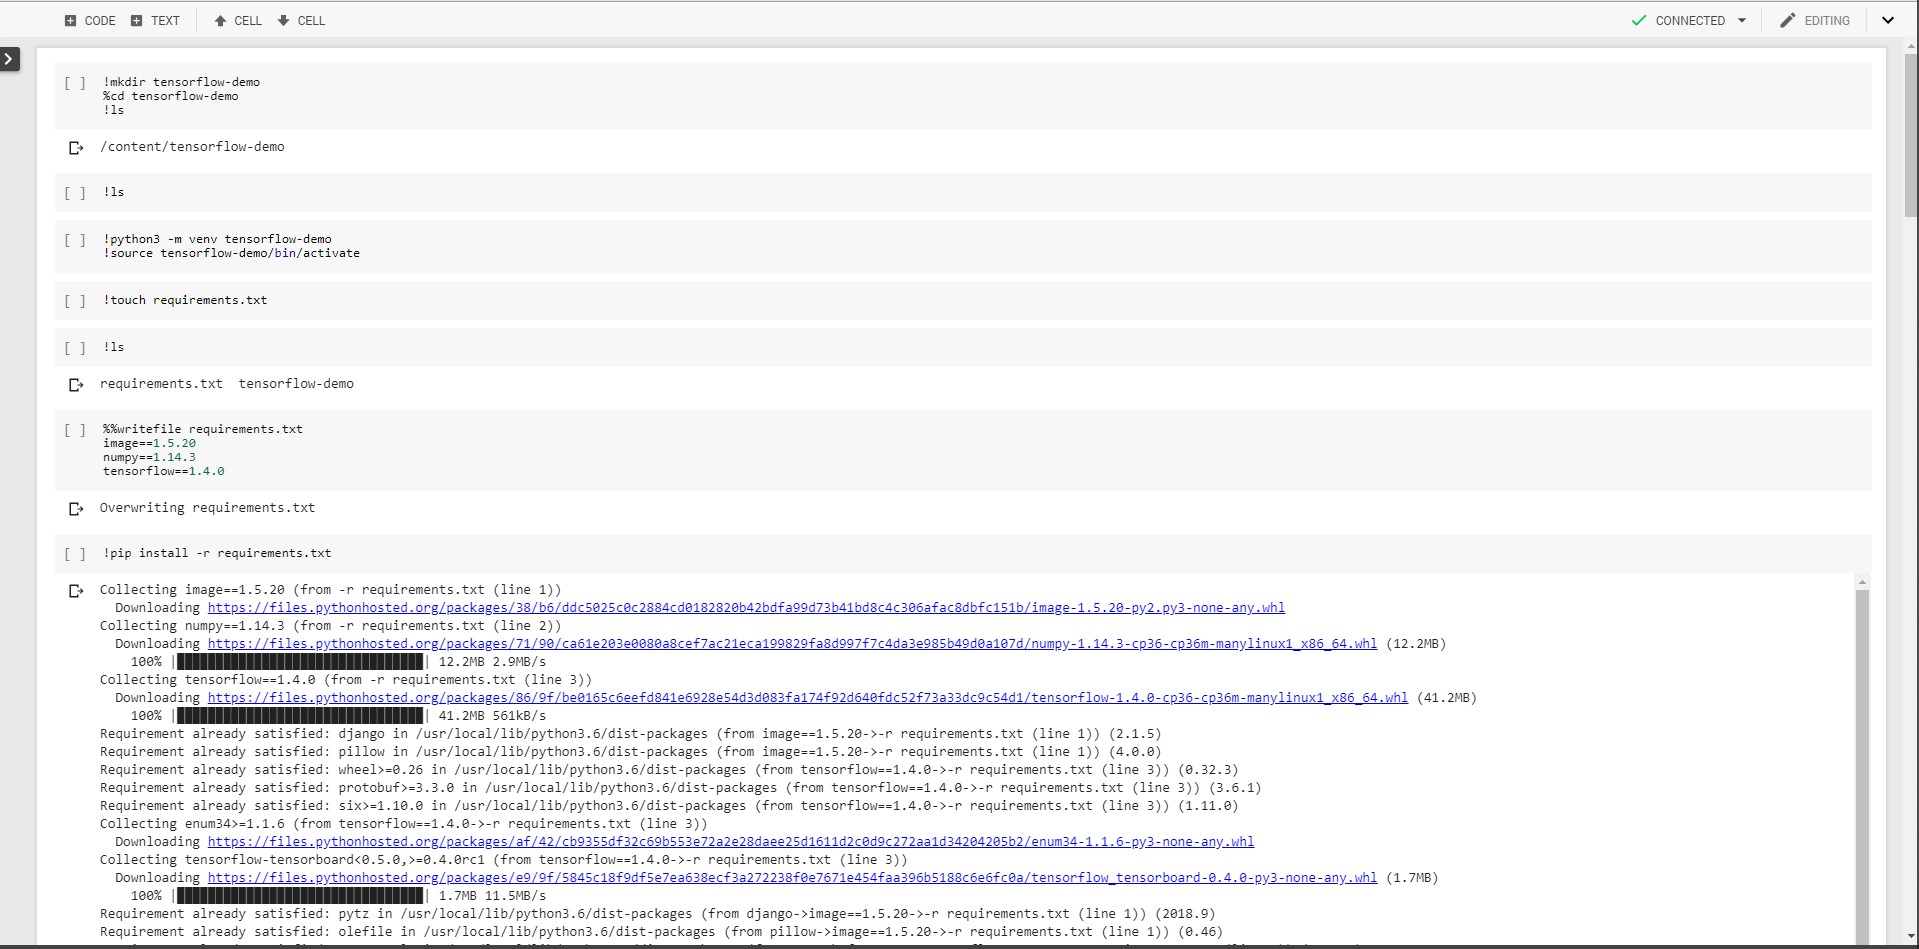 CODE TEXT CELL CELL CONNECTED EDITING
[ ] !mkdir tensorflow-demo
%cd tensorflow-demo
!ls
/content/tensorflow-demo
[ ] !ls
[ ] !python3 -m venv tensorflow-demo
!source tensorflow-demo/bin/activate
[ ] !touch requirements.txt
[ ] !ls
requirements.txt  tensorflow-demo
[ ] %%writefile requirements.txt
image==1.5.20
numpy==1.14.3
tensorflow==1.4.0
Overwriting requirements.txt
[ ] !pip install -r requirements.txt
Collecting image==1.5.20 (from -r requirements.txt (line 1))
Downloading https://files.pythonhosted.org/packages/38/b6/ddc5025c0c2884cd0182820b42bdfa99d73b41bd8c4c306afac8dbfc151b/image-1.5.20-py2.py3-none-any.whl
Collecting numpy==1.14.3 (from -r requirements.txt (line 2))
Downloading https://files.pythonhosted.org/packages/71/90/ca61e203e0080a8cef7ac21eca199829fa8d997f7c4da3e985b49d0a107d/numpy-1.14.3-cp36-cp36m-manylinux1_x86_64.whl (12.2MB)
100% |████████████████████████████████| 12.2MB 2.9MB/s
Collecting tensorflow==1.4.0 (from -r requirements.txt (line 3))
Downloading https://files.pythonhosted.org/packages/86/9f/be0165c6eefd841e6928e54d3d083fa174f92d640fdc52f73a33dc9c54d1/tensorflow-1.4.0-cp36-cp36m-manylinux1_x86_64.whl (41.2MB)
100% |████████████████████████████████| 41.2MB 561kB/s
Requirement already satisfied: django in /usr/local/lib/python3.6/dist-packages (from image==1.5.20->-r requirements.txt (line 1)) (2.1.5)
Requirement already satisfied: pillow in /usr/local/lib/python3.6/dist-packages (from image==1.5.20->-r requirements.txt (line 1)) (4.0.0)
Requirement already satisfied: wheel>=0.26 in /usr/local/lib/python3.6/dist-packages (from tensorflow==1.4.0->-r requirements.txt (line 3)) (0.32.3)
Requirement already satisfied: protobuf>=3.3.0 in /usr/local/lib/python3.6/dist-packages (from tensorflow==1.4.0->-r requirements.txt (line 3)) (3.6.1)
Requirement already satisfied: six>=1.10.0 in /usr/local/lib/python3.6/dist-packages (from tensorflow==1.4.0->-r requirements.txt (line 3)) (1.11.0)
Collecting enum34>=1.1.6 (from tensorflow==1.4.0->-r requirements.txt (line 3))
Downloading https://files.pythonhosted.org/packages/af/42/cb9355df32c69b553e72a2e28daee25d1611d2c0d9c272aa1d34204205b2/enum34-1.1.6-py3-none-any.whl
Collecting tensorflow-tensorboard<0.5.0,>=0.4.0rc1 (from tensorflow==1.4.0->-r requirements.txt (line 3))
Downloading https://files.pythonhosted.org/packages/e9/9f/5845c18f9df5e7ea638ecf3a272238f0e7671e454faa396b5188c6e6fc0a/tensorflow_tensorboard-0.4.0-py3-none-any.whl (1.7MB)
100% |████████████████████████████████| 1.7MB 11.5MB/s
Requirement already satisfied: pytz in /usr/local/lib/python3.6/dist-packages (from django->image==1.5.20->-r requirements.txt (line 1)) (2018.9)
Requirement already satisfied: olefile in /usr/local/lib/python3.6/dist-packages (from pillow->image==1.5.20->-r requirements.txt (line 1)) (0.46)